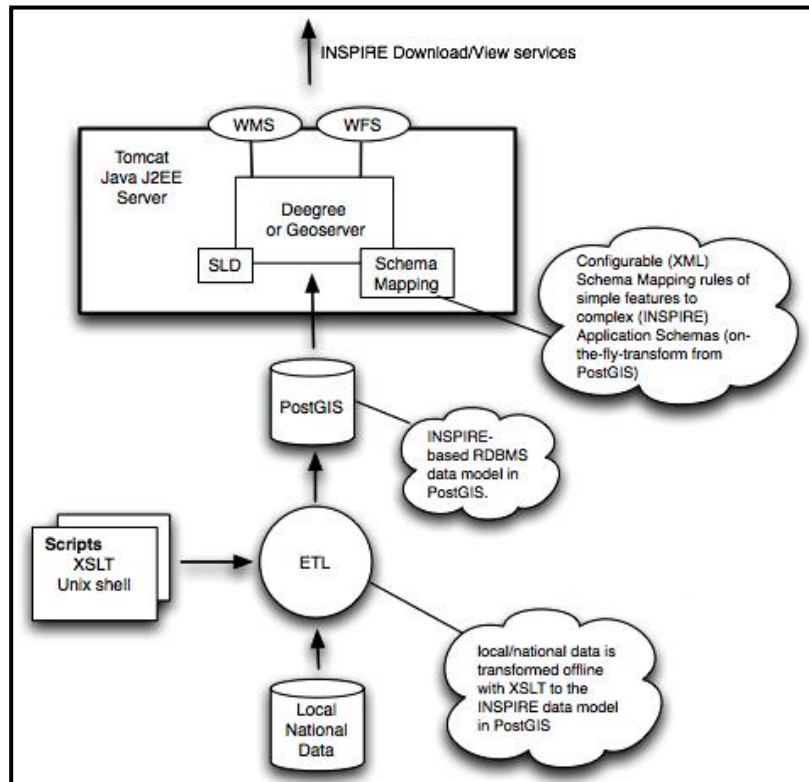 INSPIRE Download/View services
WMS
WFS
Tomcat
Java J2EE
Server
Deegree
or Geoserver
SLD
Schema
Mapping
Configurable (XML)
Schema Mapping rules of
simple features to
complex (INSPIRE)
Application Schemas (on-
the-fly-transform from
PostGIS)
PostGIS
INSPIRE-
based RDBMS
data model in
PostGIS.
Scripts
XSLT
Unix shell
ETL
local/national data is
transformed offline
with XSLT to the
INSPIRE data model
in PostGIS
Local
National
Data